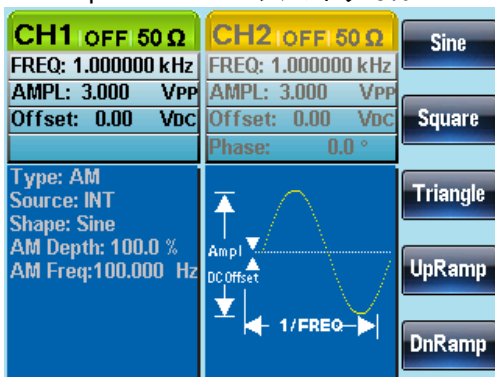 CH1 OFF 50 Ω
FREQ: 1.000000 kHz
AMPL: 3.000 VPP
Offset: 0.00 VDC
CH2 OFF 50 Ω
FREQ: 1.000000 kHz
AMPL: 3.000 VPP
Offset: 0.00 VDC
Phase: 0.0 °
Type: AM
Source: INT
Shape: Sine
AM Depth: 100.0 %
AM Freq:100.000 Hz
Ampl
DC Offset
1/FREQ
Sine
Square
Triangle
UpRamp
DnRamp